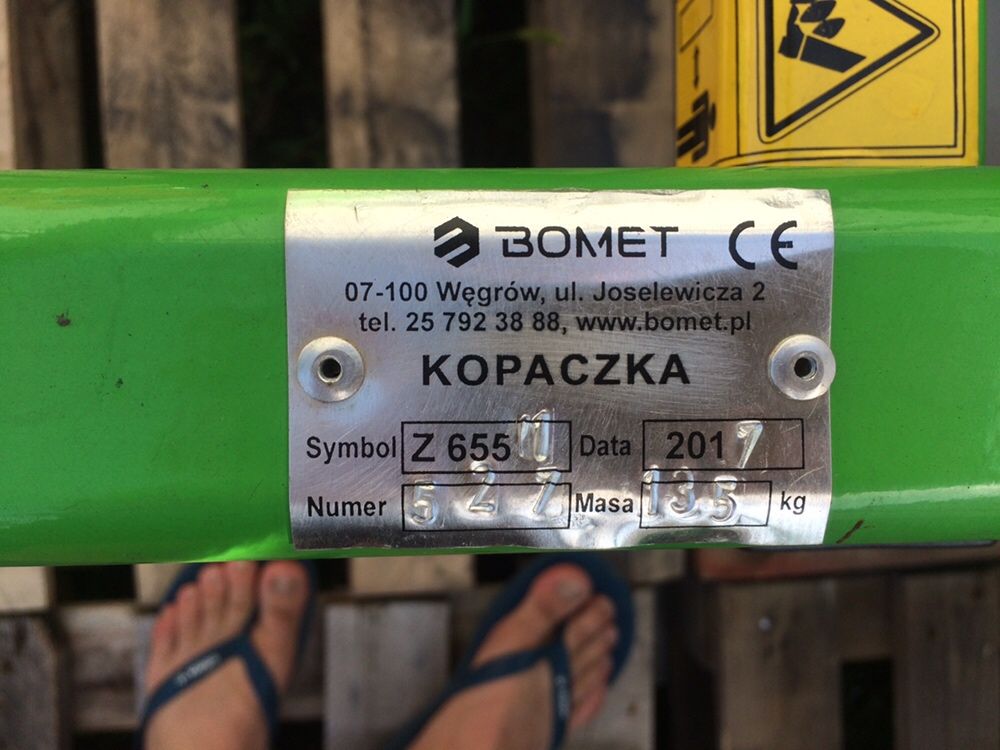 BOMET CE
07-100 Węgrów, ul. Joselewicza 2
tel. 25 792 38 88, www.bomet.pl
KOPACZKA
Symbol Z 655 M Data 2017
Numer 527 Masa 135 kg